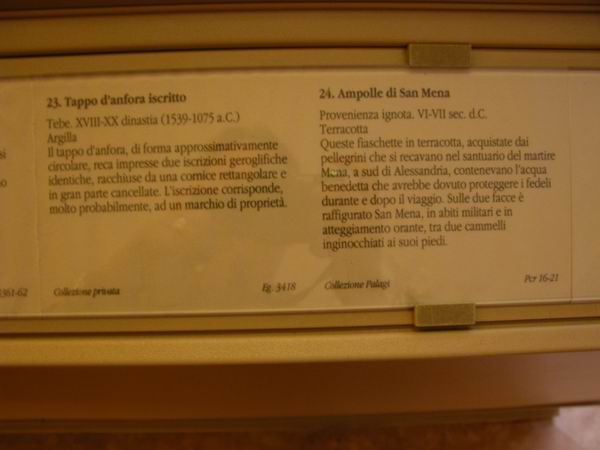 23. Tappo d'anfora iscritto
Tebe. XVIII-XX dinastia (1539-1075 a.C.)
Argilla
Il tappo d'anfora, di forma approssimativamente
circolare, reca impresse due iscrizioni geroglifiche
identiche, racchiuse da una cornice rettangolare e
in gran parte cancellate. L'iscrizione corrisponde,
molto probabilmente, ad un marchio di proprietà.
Collezione privata
Eg. 3418
24. Ampolle di San Mena
Provenienza ignota. VI-VII sec. d.C.
Terracotta
Queste fiaschette in terracotta, acquistate dai
pellegrini che si recavano nel santuario del martire
Mena, a sud di Alessandria, contenevano l'acqua
benedetta che avrebbe dovuto proteggere i fedeli
durante e dopo il viaggio. Sulle due facce è
raffigurato San Mena, in abiti militari e in
atteggiamento orante, tra due cammelli
inginocchiati ai suoi piedi.
Collezione Palagi
Pcr 16-21